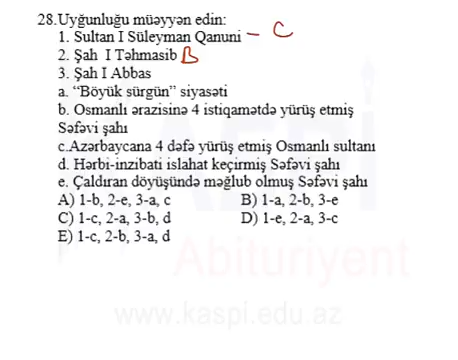 28.Uyğunluğu müəyyən edin:
1. Sultan I Süleyman Qanuni – C
2. Şah I Təhmasib B
3. Şah I Abbas
a. “Böyük sürgün” siyasəti
b. Osmanlı ərazisinə 4 istiqamətdə yürüş etmiş
Səfəvi şahı
c.Azərbaycana 4 dəfə yürüş etmiş Osmanlı sultanı
d. Hərbi-inzibati islahat keçirmiş Səfəvi şahı
e. Çaldıran döyüşündə məğlub olmuş Səfəvi şahı
A) 1-b, 2-e, 3-a, c B) 1-a, 2-b, 3-e
C) 1-c, 2-a, 3-b, d D) 1-e, 2-a, 3-c
E) 1-c, 2-b, 3-a, d
KASPİ
Abituriyent
www.kaspi.edu.az